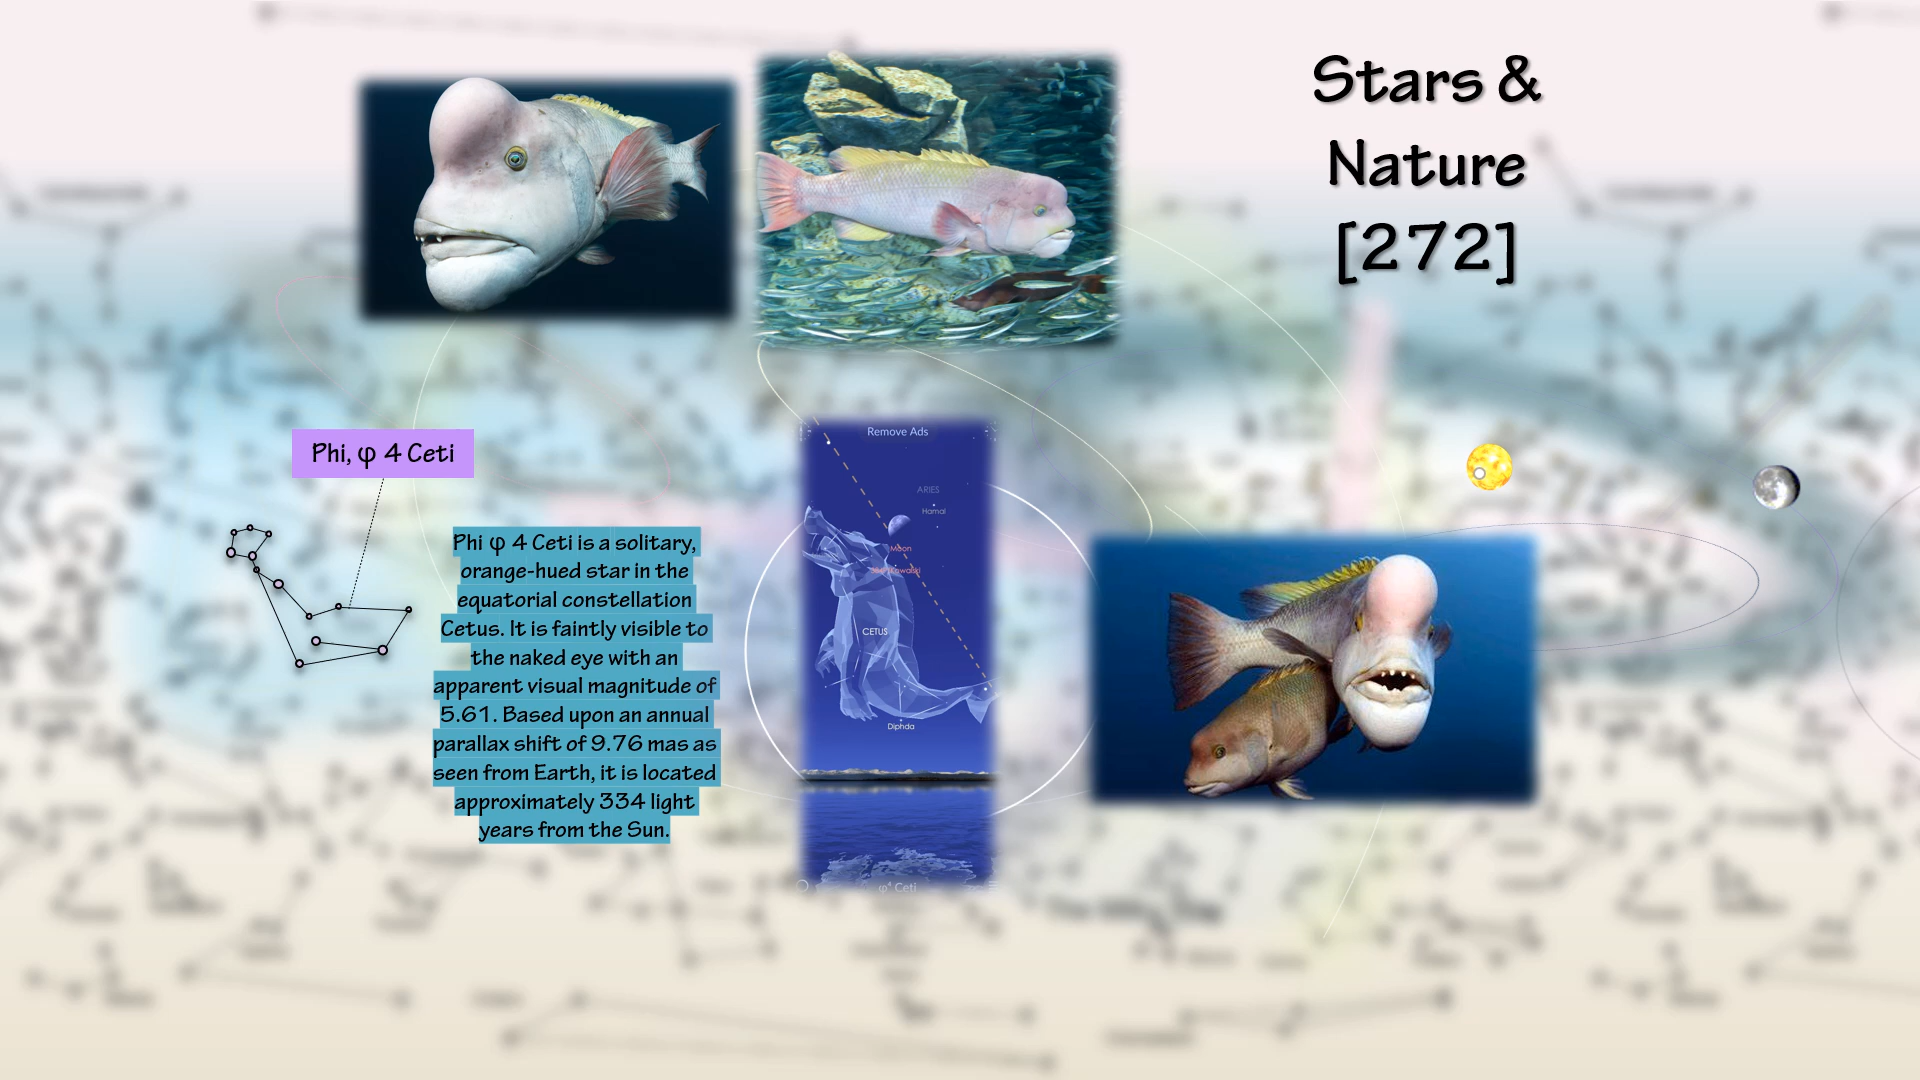 Stars &
Nature
[272]
Phi, φ 4 Ceti
Phi φ 4 Ceti is a solitary,
orange-hued star in the
equatorial constellation
Cetus. It is faintly visible to
the naked eye with an
apparent visual magnitude of
5.61. Based upon an annual
parallax shift of 9.76 mas as
seen from Earth, it is located
approximately 334 light
years from the Sun.
Remove Ads
ARIES
Hamal
Moon
CETUS
Diphda
φ⁴ Ceti